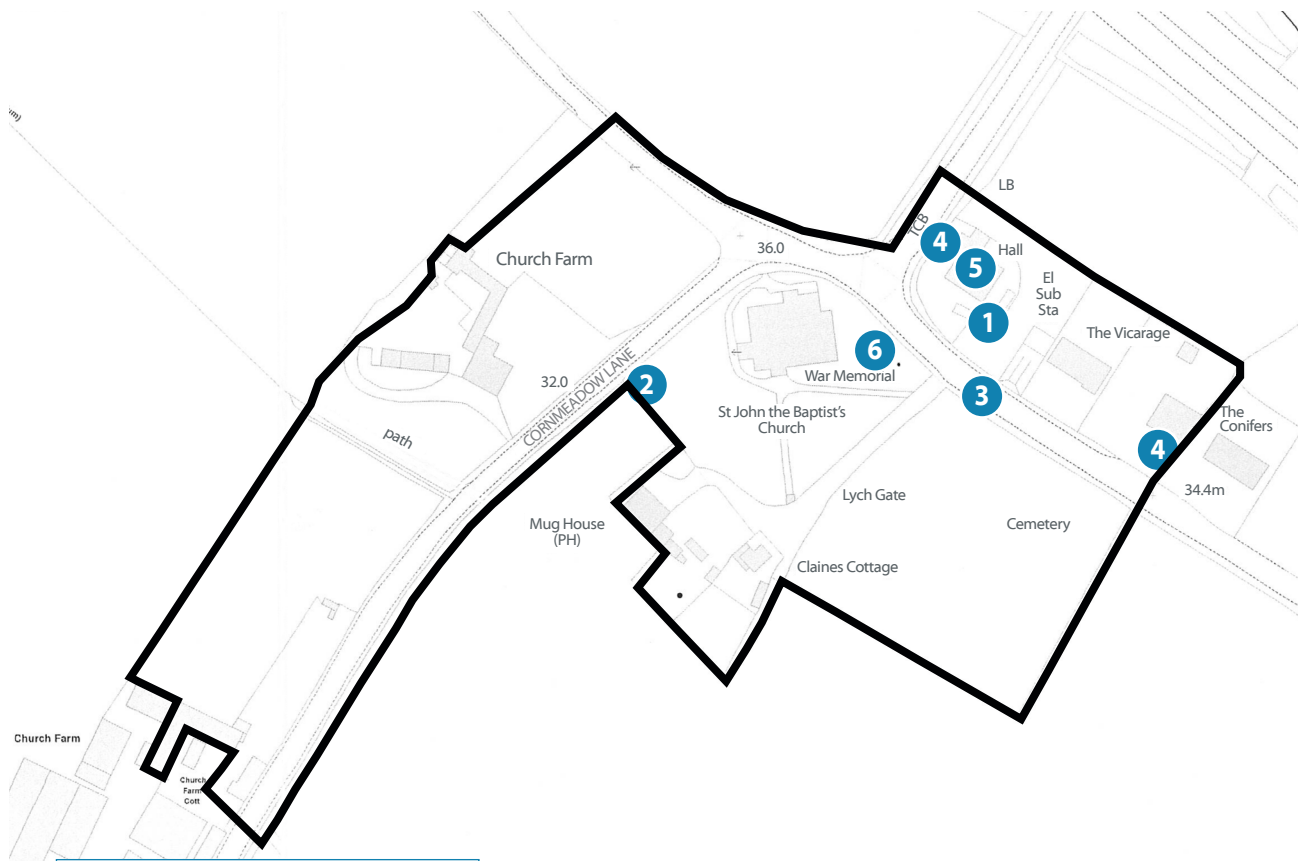 m)
LB
TCB
4
Hall
5
36.0
Church Farm
El
Sub
Sta
1
The Vicarage
6
War Memorial
32.0
2
3
CORNMEADOW LANE
St John the Baptist's
Church
The
Conifers
path
4
34.4m
Lych Gate
Mug House
(PH)
Cemetery
Claines Cottage
Church Farm
Church
Farm
Cott